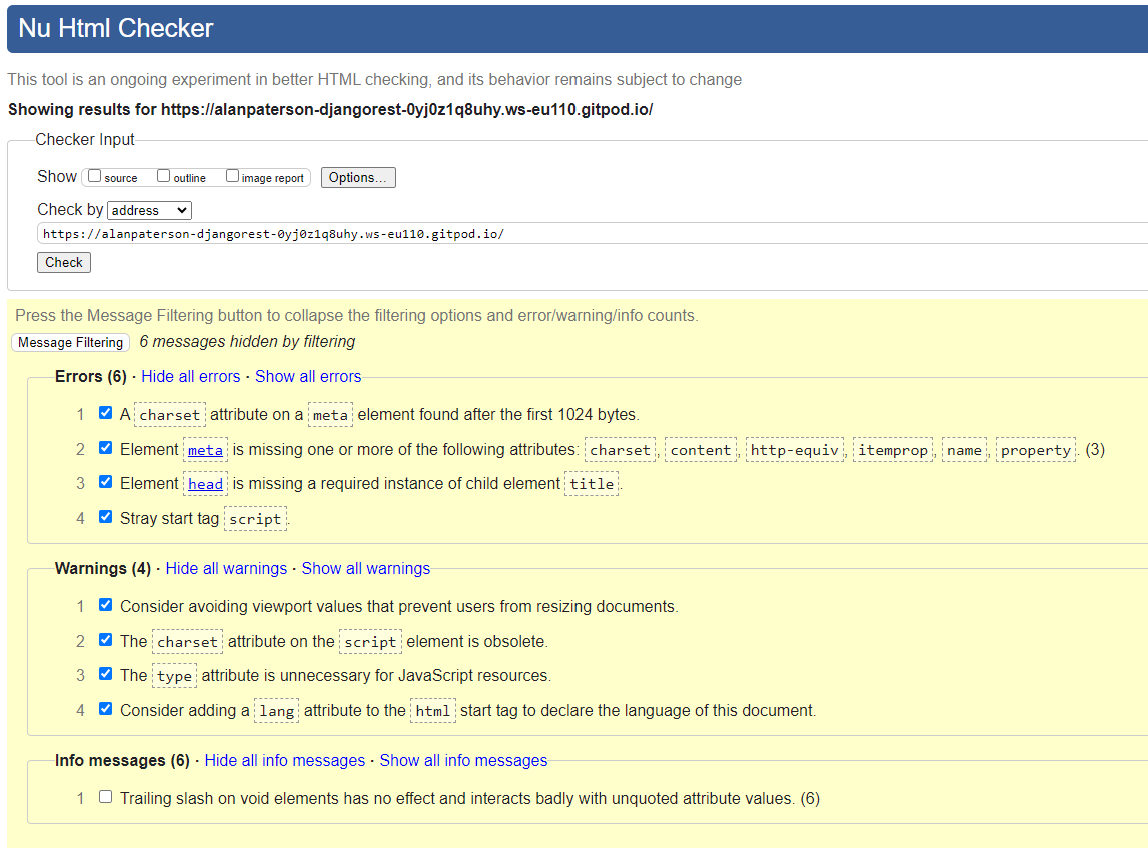 Nu Html Checker
This tool is an ongoing experiment in better HTML checking, and its behavior remains subject to change
Showing results for https://alanpaterson-djangorest-0yj0z1q8uhy.ws-eu110.gitpod.io/
Checker Input
Show source outline image report Options...
Check by address
https://alanpaterson-djangorest-0yj0z1q8uhy.ws-eu110.gitpod.io/
Check
Press the Message Filtering button to collapse the filtering options and error/warning/info counts.
Message Filtering 6 messages hidden by filtering
Errors (6) · Hide all errors · Show all errors
1 A charset attribute on a meta element found after the first 1024 bytes.
2 Element meta is missing one or more of the following attributes: charset, content, http-equiv, itemprop, name, property. (3)
3 Element head is missing a required instance of child element title.
4 Stray start tag script.
Warnings (4) · Hide all warnings · Show all warnings
1 Consider avoiding viewport values that prevent users from resizing documents.
2 The charset attribute on the script element is obsolete.
3 The type attribute is unnecessary for JavaScript resources.
4 Consider adding a lang attribute to the html start tag to declare the language of this document.
Info messages (6) · Hide all info messages · Show all info messages
1 Trailing slash on void elements has no effect and interacts badly with unquoted attribute values. (6)